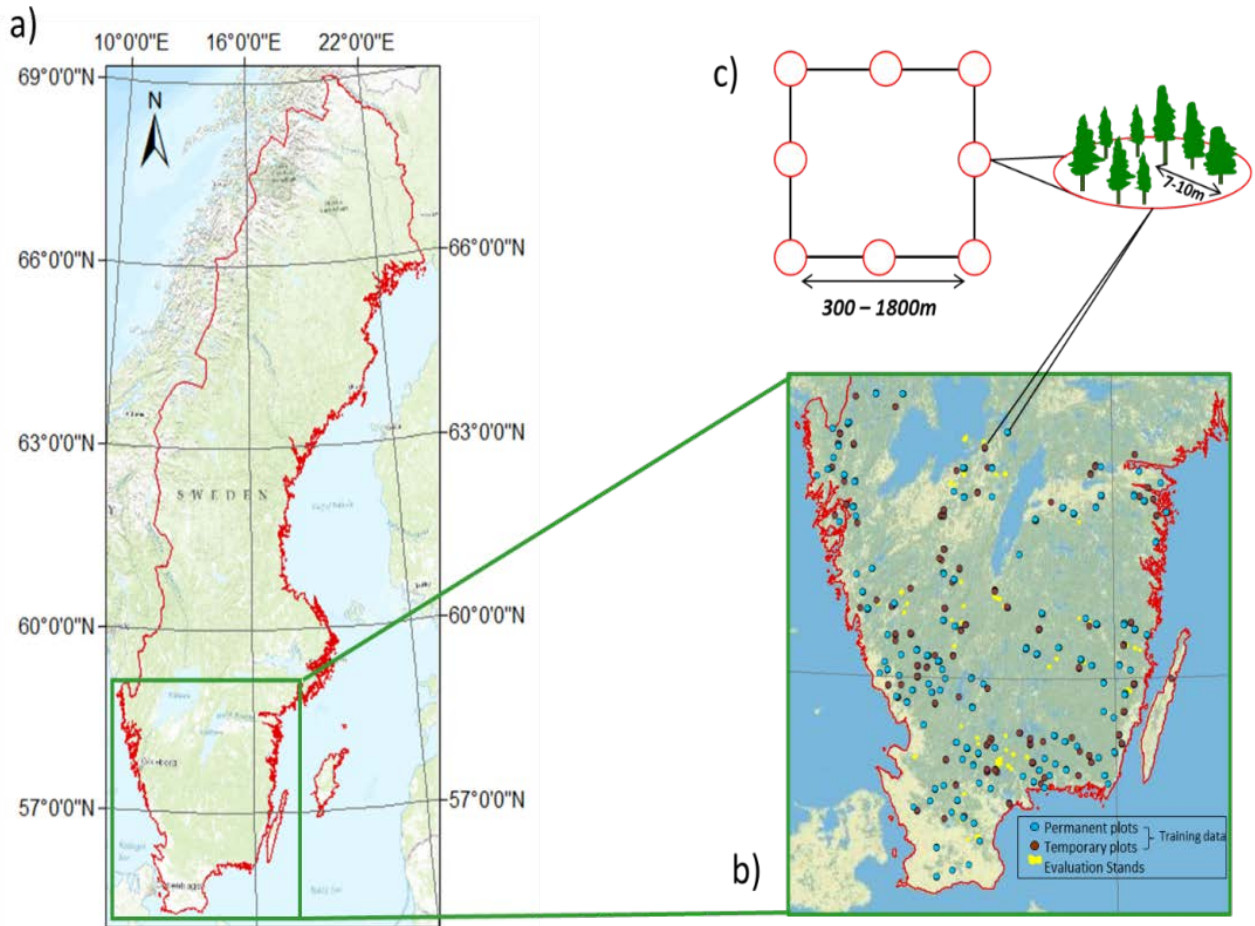 a)
10°0'0"E
16°0'0"E
22°0'0"E
69°0'0"N
N
66°0'0"N
66°0'0"N
63°0'0"N
63°0'0"N
SWEDEN
60°0'0"N
60°0'0"N
57°0'0"N
57°0'0"N
c)
7-10m
300 – 1800m
b)
Permanent plots
Training data
Temporary plots
Evaluation Stands